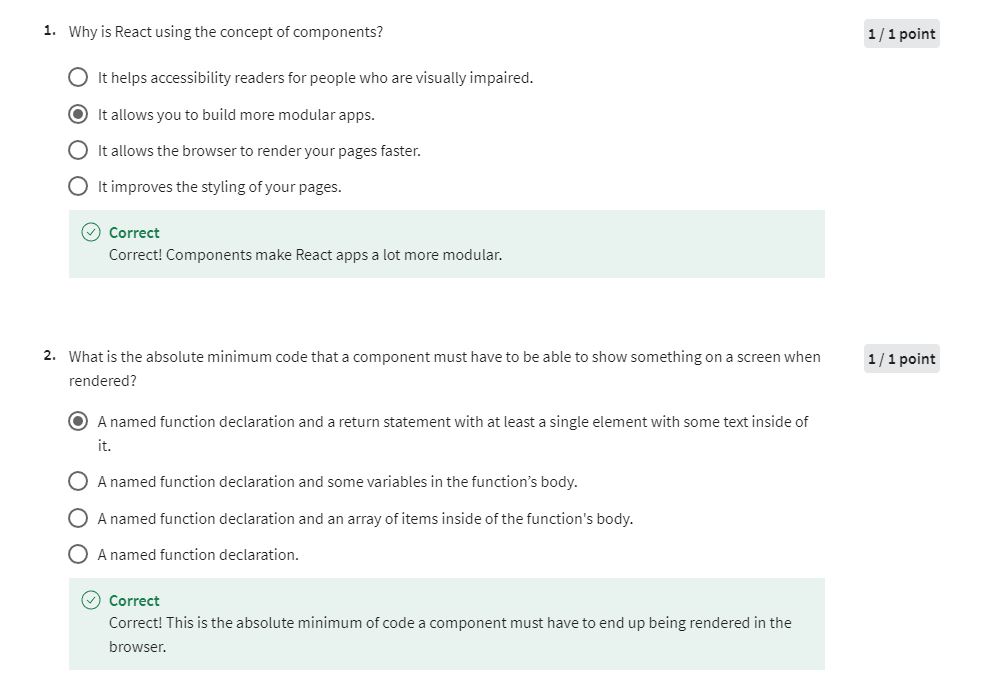 1. Why is React using the concept of components?
1 / 1 point
It helps accessibility readers for people who are visually impaired.
It allows you to build more modular apps.
It allows the browser to render your pages faster.
It improves the styling of your pages.
Correct
Correct! Components make React apps a lot more modular.
2. What is the absolute minimum code that a component must have to be able to show something on a screen when
rendered?
1 / 1 point
A named function declaration and a return statement with at least a single element with some text inside of
it.
A named function declaration and some variables in the function’s body.
A named function declaration and an array of items inside of the function's body.
A named function declaration.
Correct
Correct! This is the absolute minimum of code a component must have to end up being rendered in the
browser.